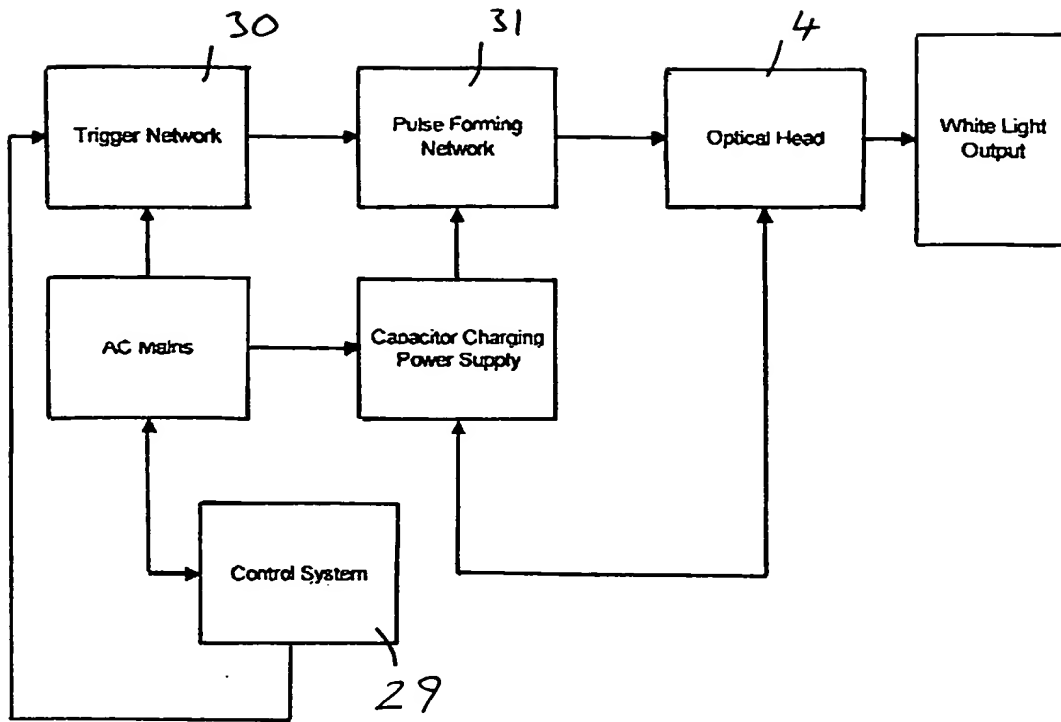 30
31
4
Trigger Network
Pulse Forming
Network
Optical Head
White Light
Output
AC Mains
Capacitor Charging
Power Supply
Control System
29